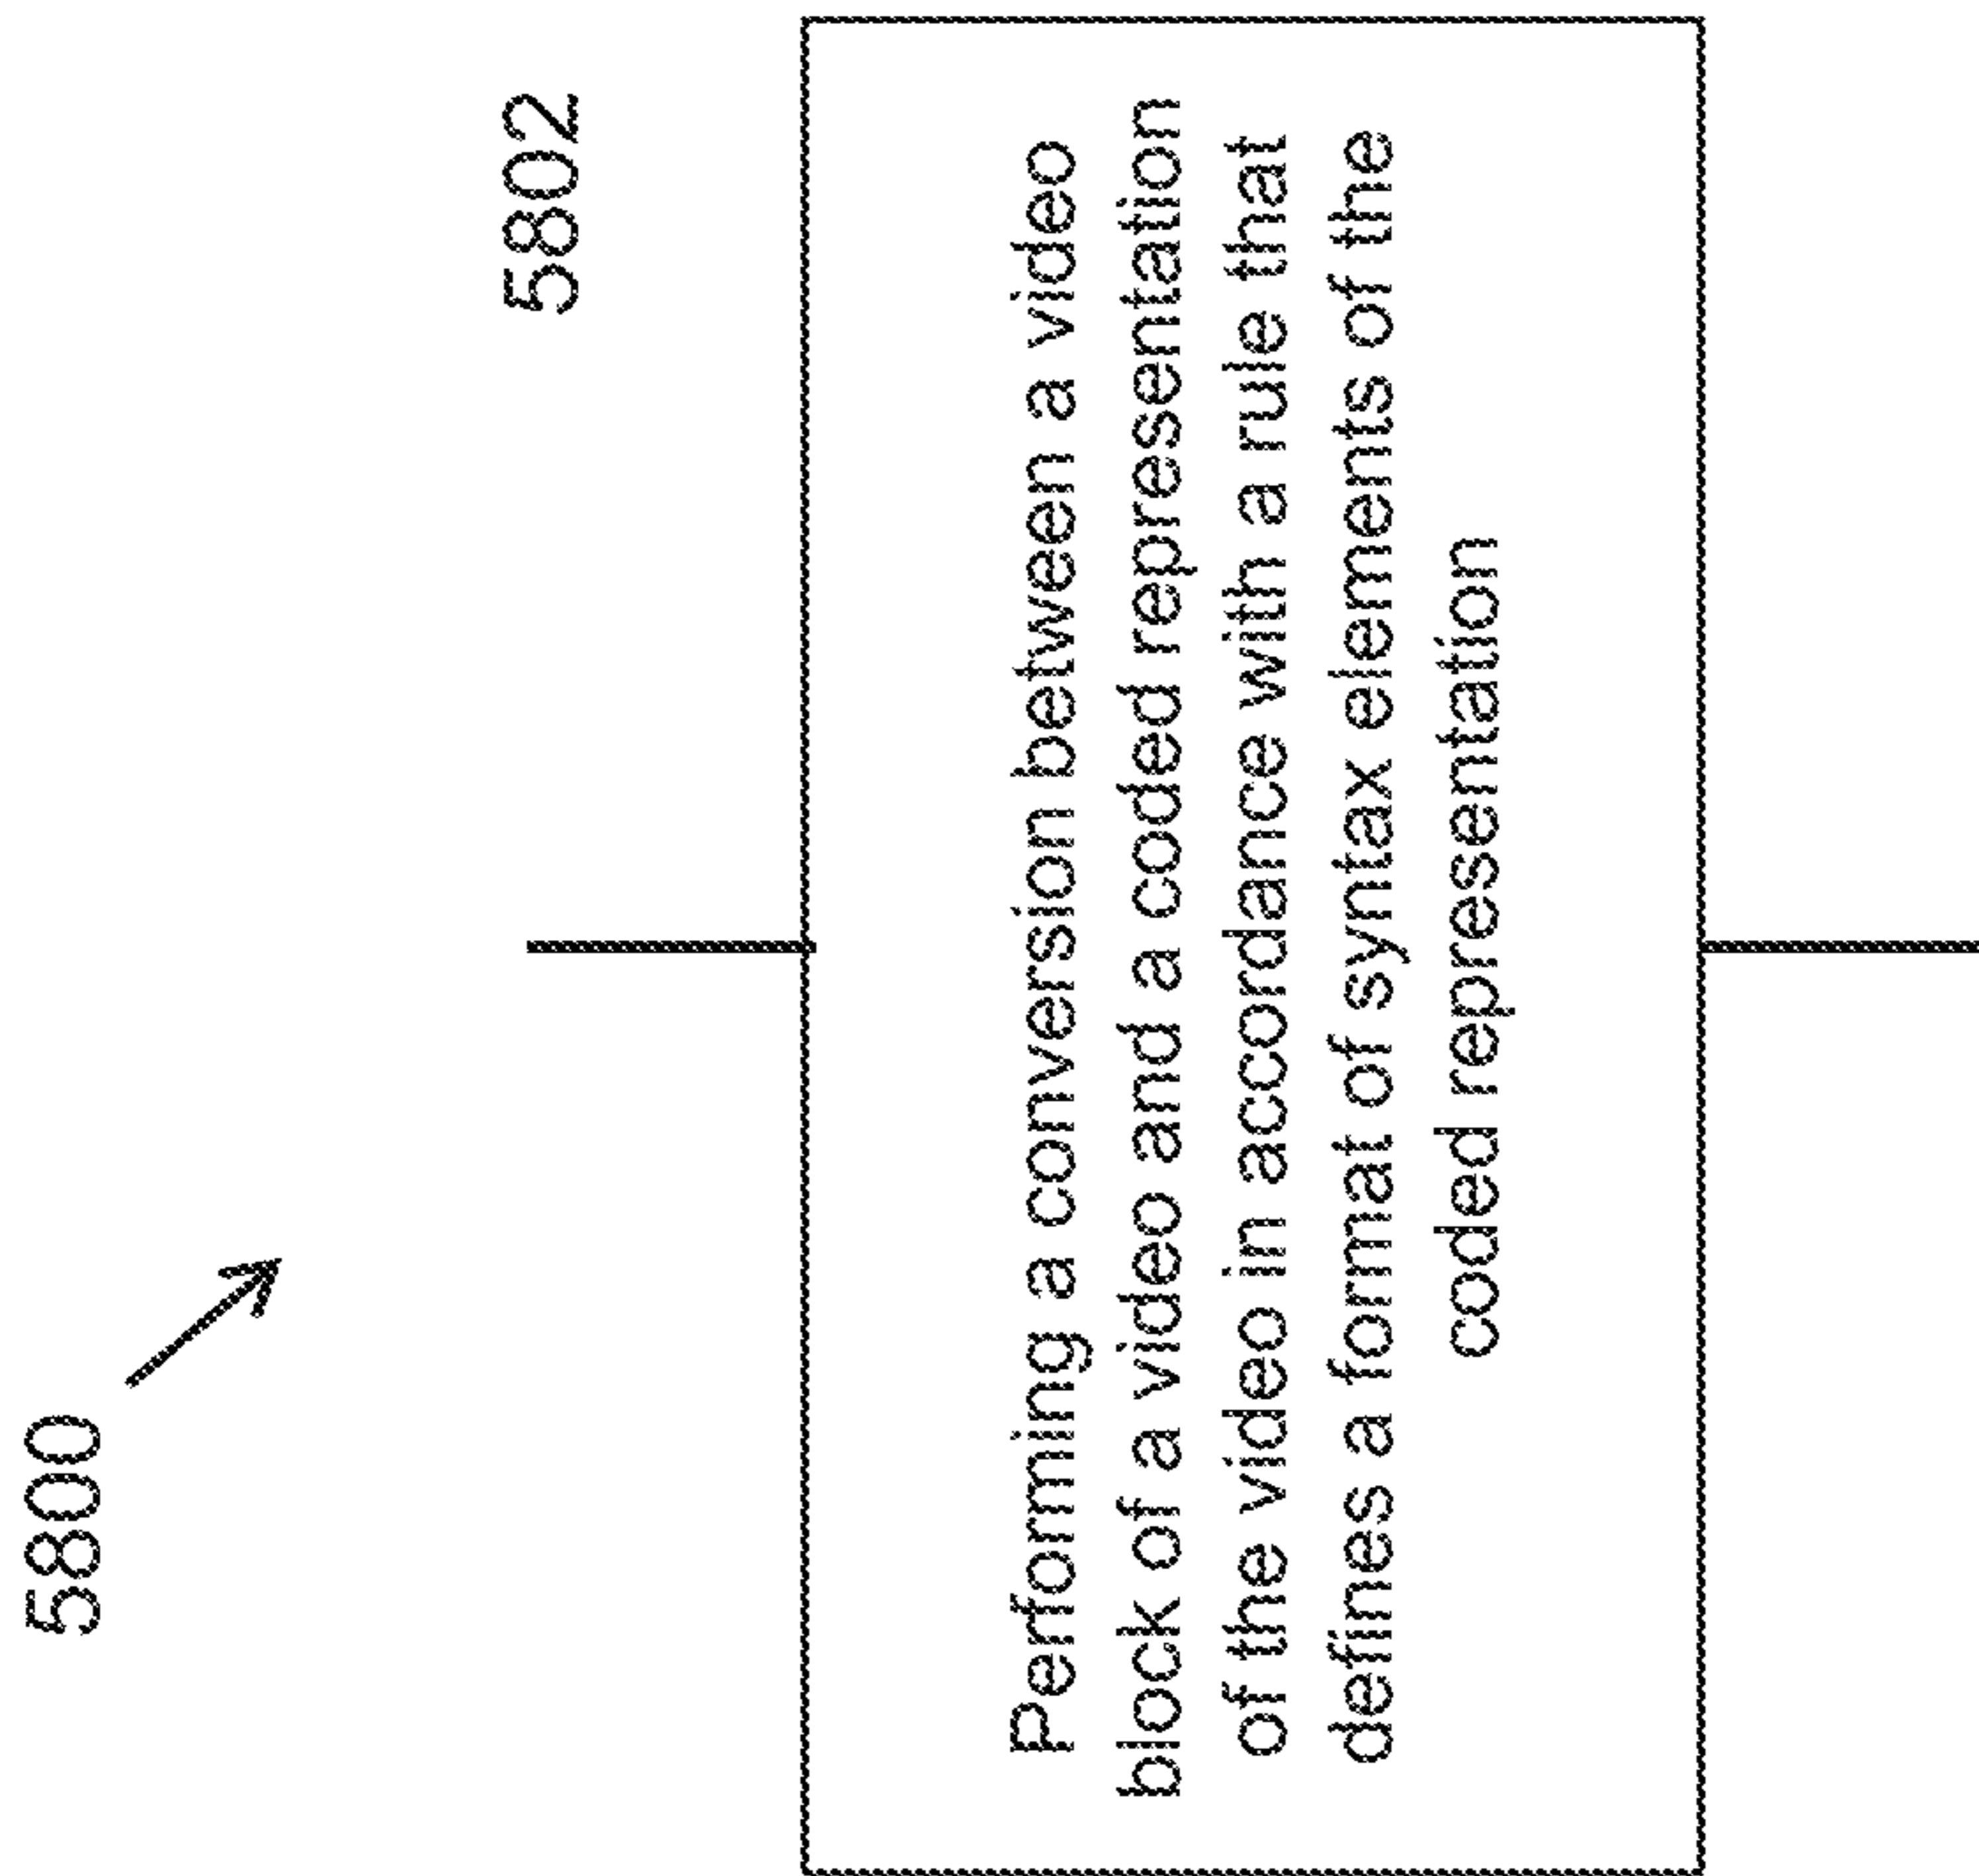 5800
5802
Performing a conversion between a video
block of a video and a coded representation
of the video in accordance with a rule that
defines a format of syntax elements of the
coded representation